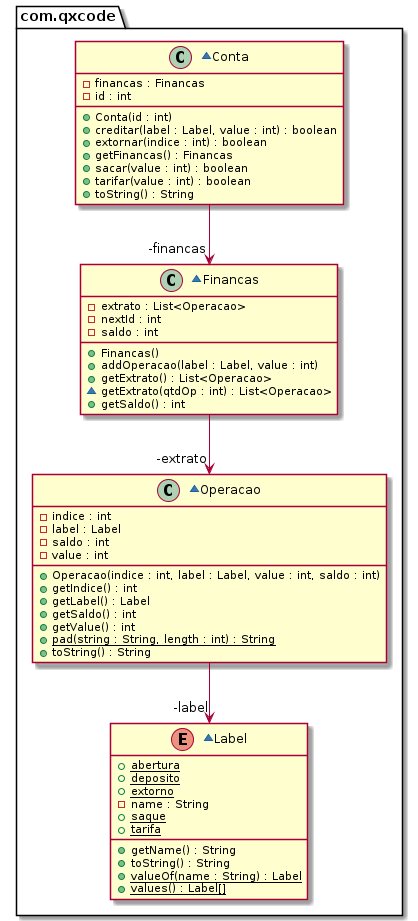 com.qxcode
C Conta
financas : Financas
id : int
Conta(id : int)
creditar(label : Label, value : int) : boolean
extornar(indice : int) : boolean
getFinancas() : Financas
sacar(value : int) : boolean
tarifar(value : int) : boolean
toString() : String
-financas
C Financas
extrato : List<Operacao>
nextId : int
saldo : int
Financas()
addOperacao(label : Label, value : int)
getExtrato() : List<Operacao>
getExtrato(qtdOp : int) : List<Operacao>
getSaldo() : int
-extrato
C Operacao
indice : int
label : Label
saldo : int
value : int
Operacao(indice : int, label : Label, value : int, saldo : int)
getIndice() : int
getLabel() : Label
getSaldo() : int
getValue() : int
pad(string : String, length : int) : String
toString() : String
-label
E Label
abertura
deposito
extorno
name : String
saque
tarifa
getName() : String
toString() : String
valueOf(name : String) : Label
values() : Label[]